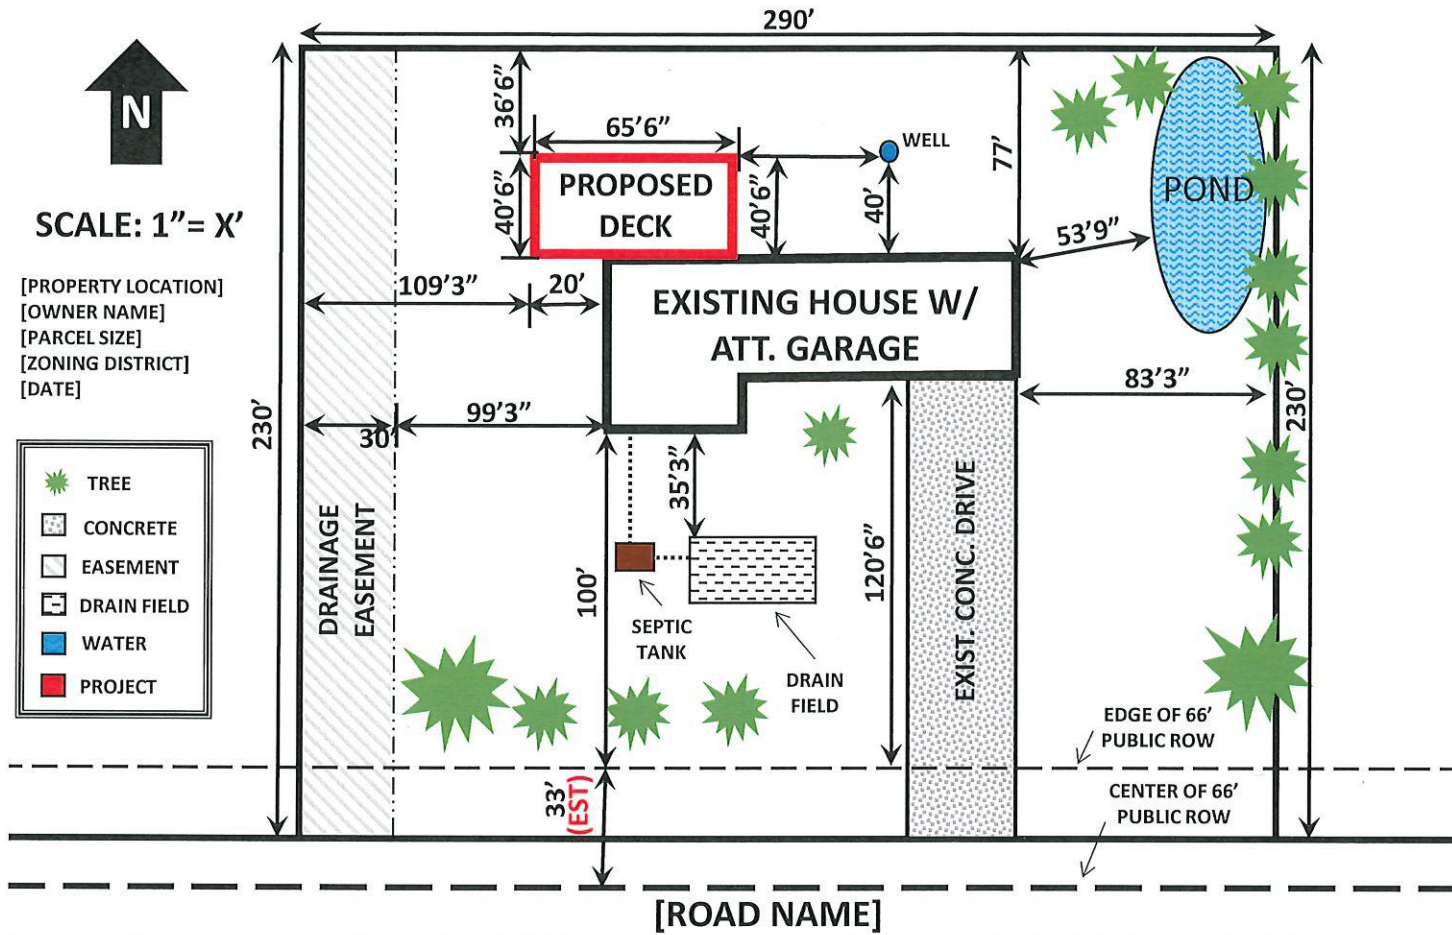 290'
N
SCALE: 1”= X’
[PROPERTY LOCATION]
[OWNER NAME]
[PARCEL SIZE]
[ZONING DISTRICT]
[DATE]
36’6”
65’6”
WELL
77’
PROPOSED
DECK
40’6”
40’6”
40’
POND
53’9”
109’3”
20’
EXISTING HOUSE W/
ATT. GARAGE
83’3”
230’
30’
99’3”
230’
TREE
CONCRETE
EASEMENT
DRAIN FIELD
WATER
PROJECT
DRAINAGE
EASEMENT
35’3”
100’
SEPTIC
TANK
DRAIN
FIELD
120’6”
EXIST. CONC. DRIVE
EDGE OF 66’
PUBLIC ROW
CENTER OF 66’
PUBLIC ROW
33’
(EST)
[ROAD NAME]